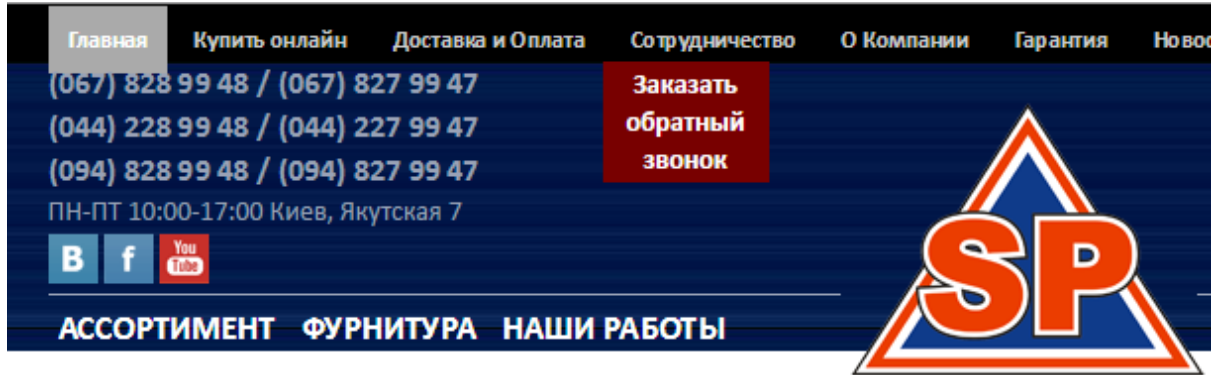 Главная Купить онлайн Доставка и Оплата Сотрудничество О Компании Гарантия
(067) 828 99 48 / (067) 827 99 47
(044) 228 99 48 / (044) 227 99 47
(094) 828 99 48 / (094) 827 99 47
ПН-ПТ 10:00-17:00 Киев, Якутская 7
Заказать
обратный
звонок
В f You Tube
SP
АССОРТИМЕНТ ФУРНИТУРА НАШИ РАБОТЫ